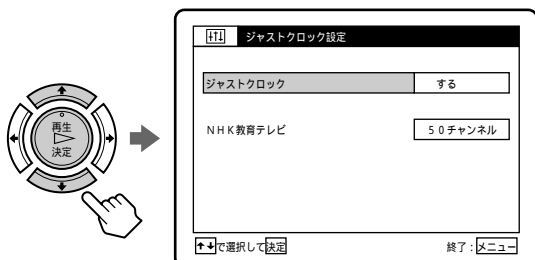 ジャストクロック設定
ジャストクロック する
再生
決定
NHK教育テレビ 50チャンネル
で選択して決定 終了:メニュー